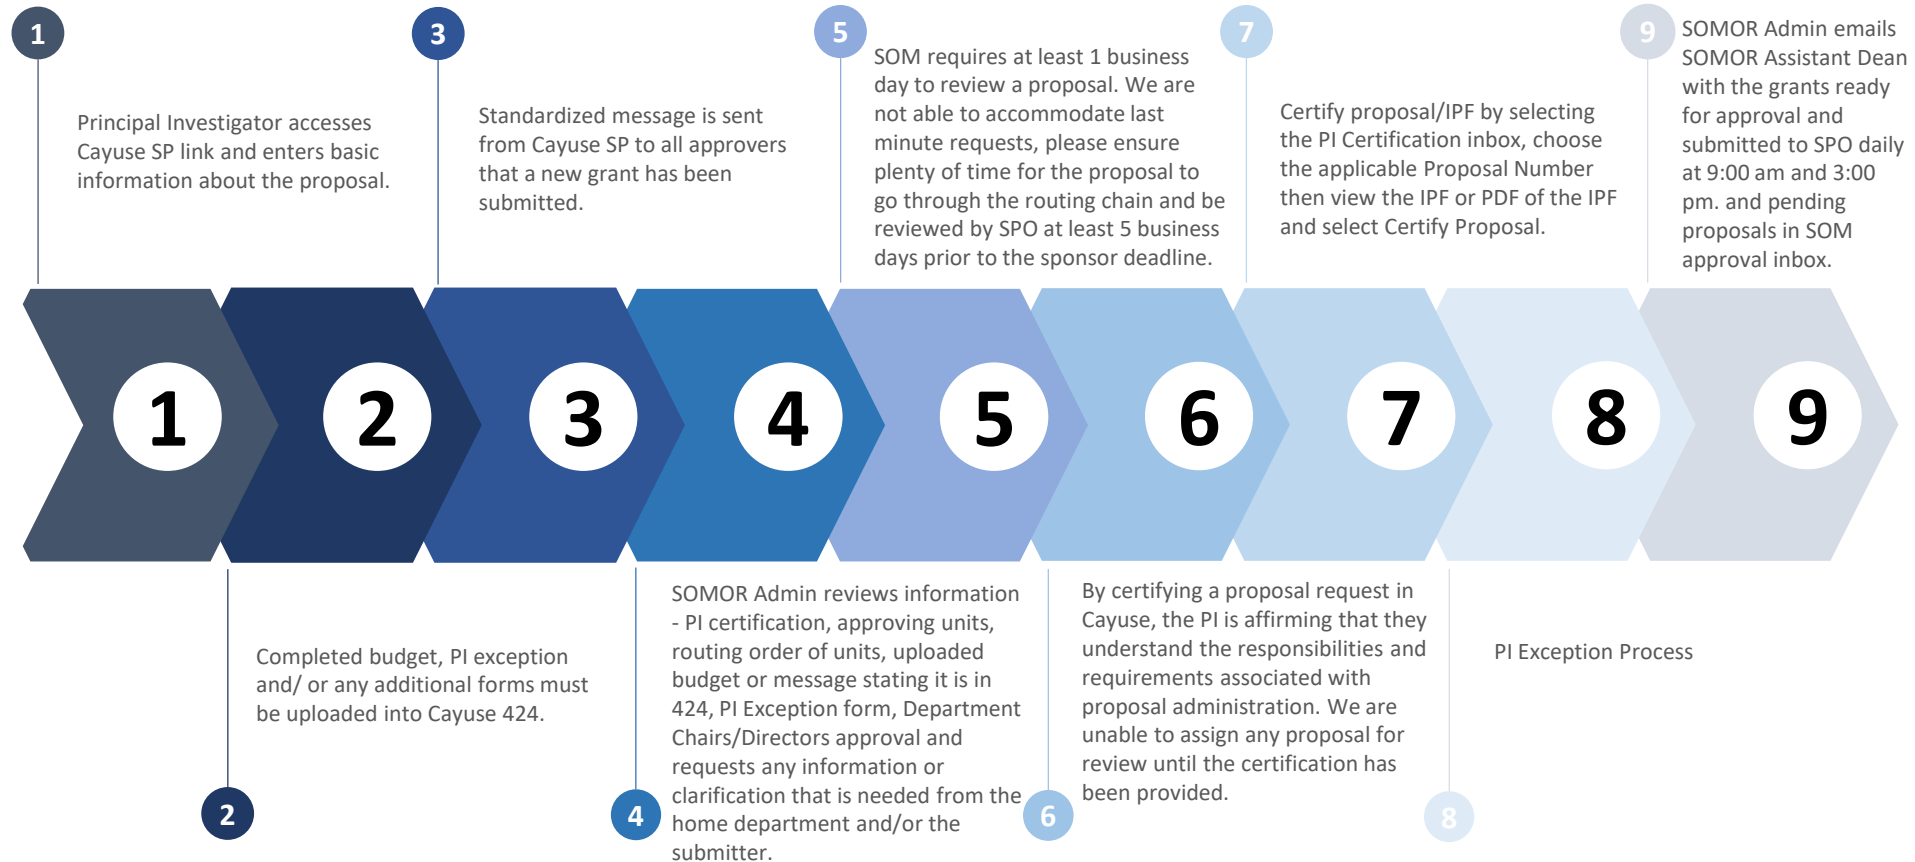 1
Principal Investigator accesses
Cayuse SP link and enters basic
information about the proposal.
3
Standardized message is sent
from Cayuse SP to all approvers
that a new grant has been
submitted.
5
SOM requires at least 1 business
day to review a proposal. We are
not able to accommodate last
minute requests, please ensure
plenty of time for the proposal to
go through the routing chain and be
reviewed by SPO at least 5 business
days prior to the sponsor deadline.
7
Certify proposal/IPF by selecting
the PI Certification inbox, choose
the applicable Proposal Number
then view the IPF or PDF of the IPF
and select Certify Proposal.
9
SOMOR Admin emails
SOMOR Assistant Dean
with the grants ready
for approval and
submitted to SPO daily
at 9:00 am and 3:00
pm. and pending
proposals in SOM
approval inbox.
1
2
3
4
5
6
7
8
9
2
Completed budget, PI exception
and/ or any additional forms must
be uploaded into Cayuse 424.
4
SOMOR Admin reviews information
- PI certification, approving units,
routing order of units, uploaded
budget or message stating it is in
424, PI Exception form, Department
Chairs/Directors approval and
requests any information or
clarification that is needed from the
home department and/or the
submitter.
6
By certifying a proposal request in
Cayuse, the PI is affirming that they
understand the responsibilities and
requirements associated with
proposal administration. We are
unable to assign any proposal for
review until the certification has
been provided.
8
PI Exception Process